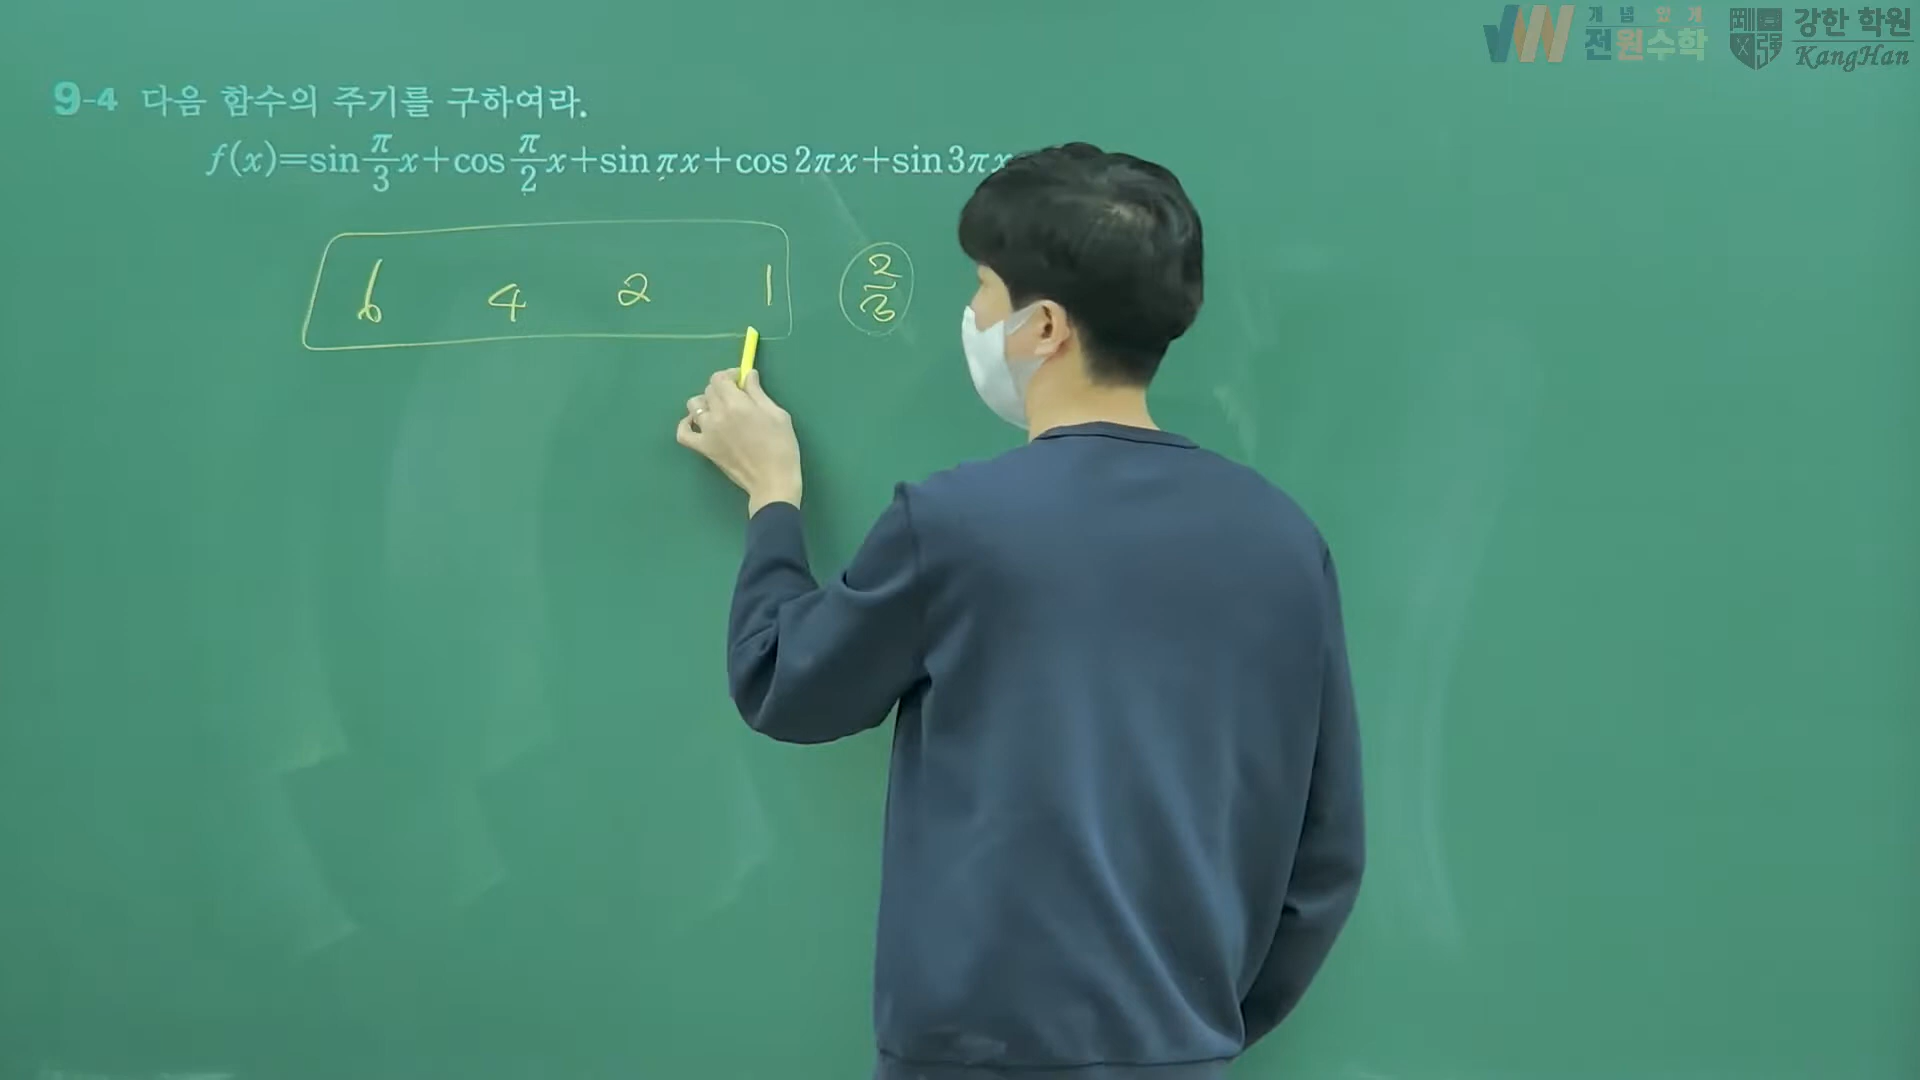 개념있게
전원수학
강한 학원
KangHan
9-4 다음 함수의 주기를 구하여라.
f(x)=sin π/3 x+cos π/2 x+sin πx+cos 2πx+sin 3πx
6 4 2 1 2/3